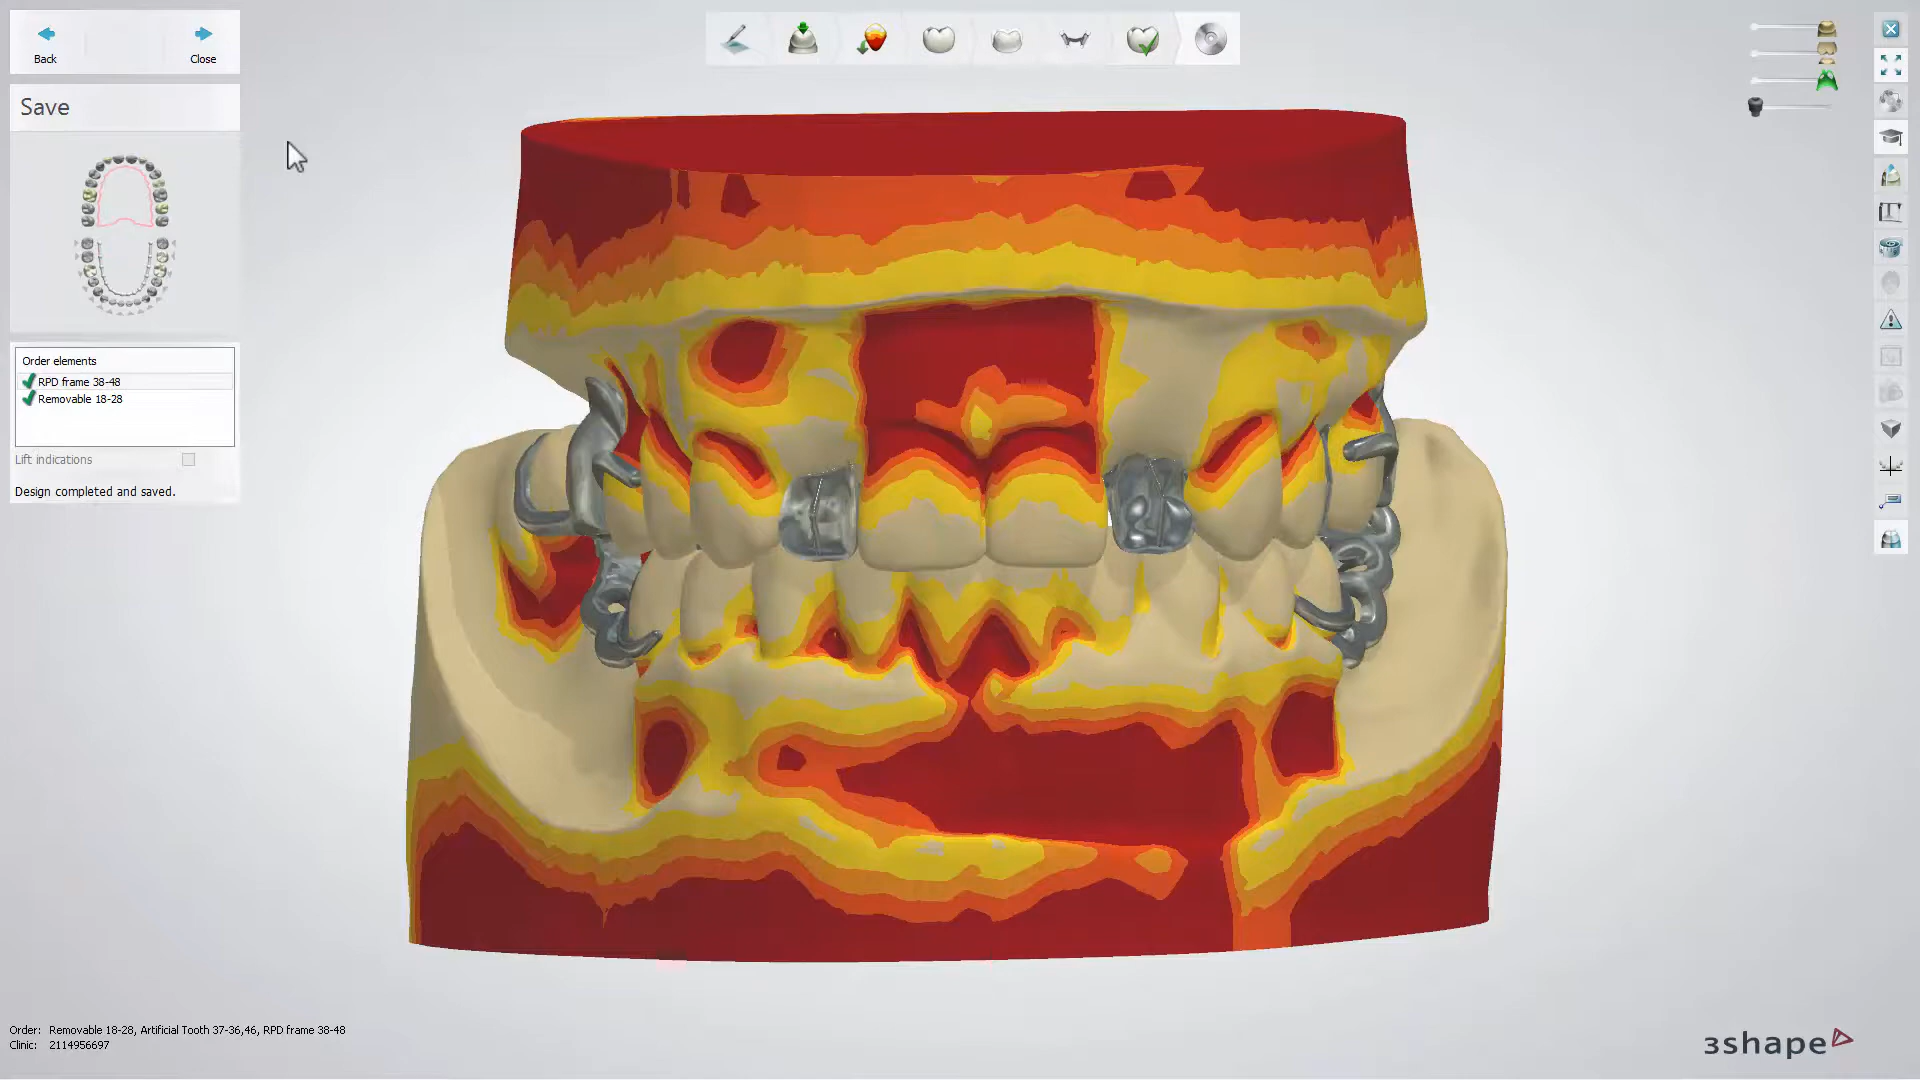 Back
Close
Save
Order elements
RPD frame 38-48
Removable 18-28
Lift indications
Design completed and saved.
Order: Removable 18-28, Artificial Tooth 37-36,46, RPD frame 38-48
Clinic: 2114956697
3shape